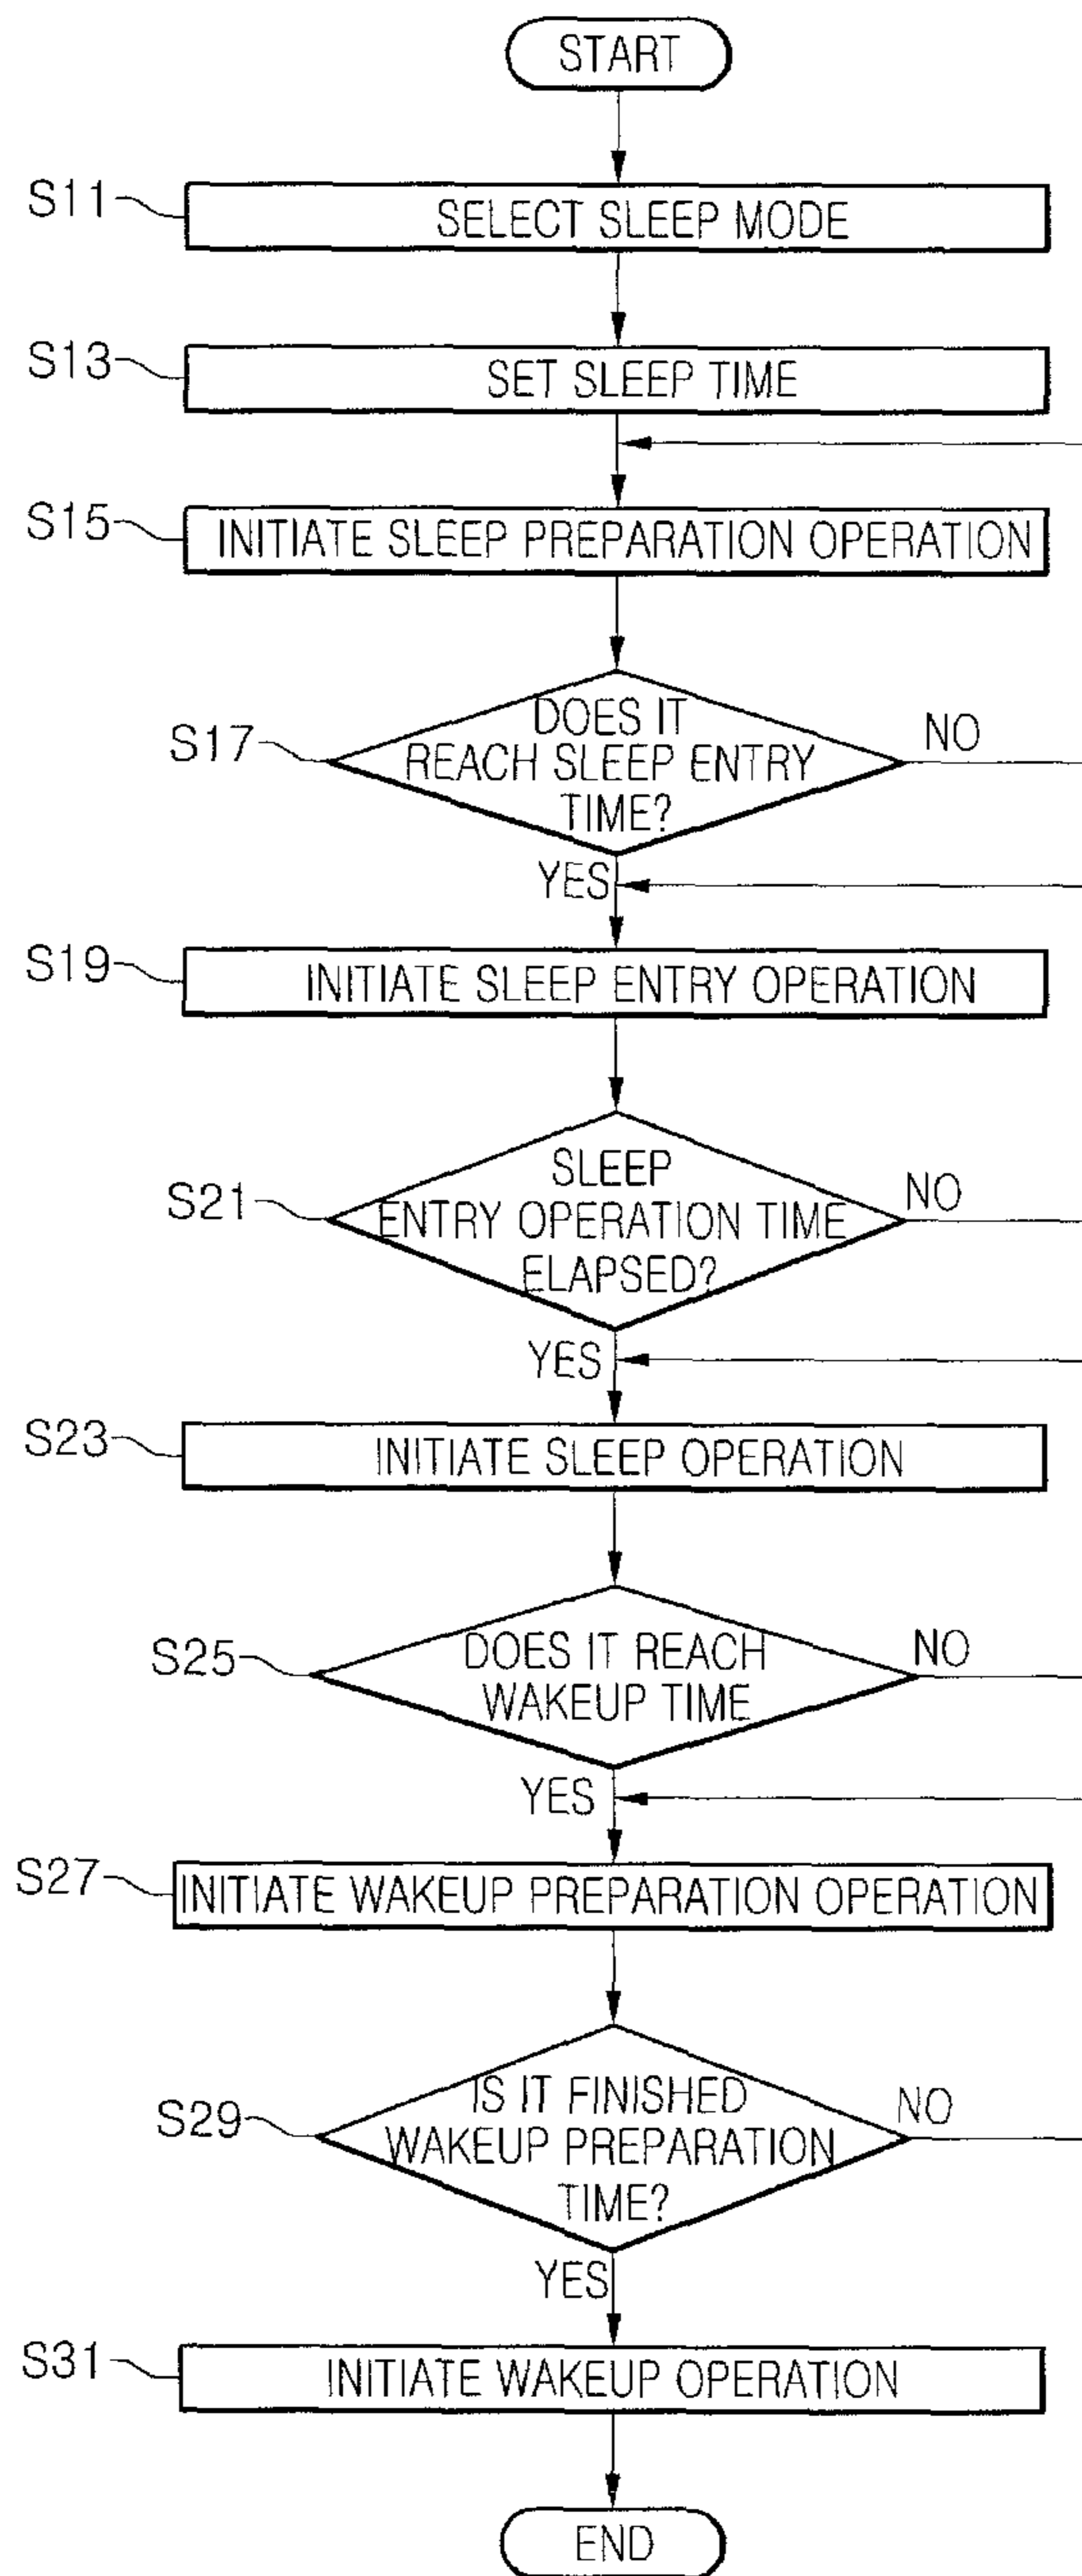 START
S11
SELECT SLEEP MODE
S13
SET SLEEP TIME
S15
INITIATE SLEEP PREPARATION OPERATION
S17
DOES IT
REACH SLEEP ENTRY
TIME?
NO
YES
S19
INITIATE SLEEP ENTRY OPERATION
S21
SLEEP
ENTRY OPERATION TIME
ELAPSED?
NO
YES
S23
INITIATE SLEEP OPERATION
S25
DOES IT REACH
WAKEUP TIME
NO
YES
S27
INITIATE WAKEUP PREPARATION OPERATION
S29
IS IT FINISHED
WAKEUP PREPARATION
TIME?
NO
YES
S31
INITIATE WAKEUP OPERATION
END